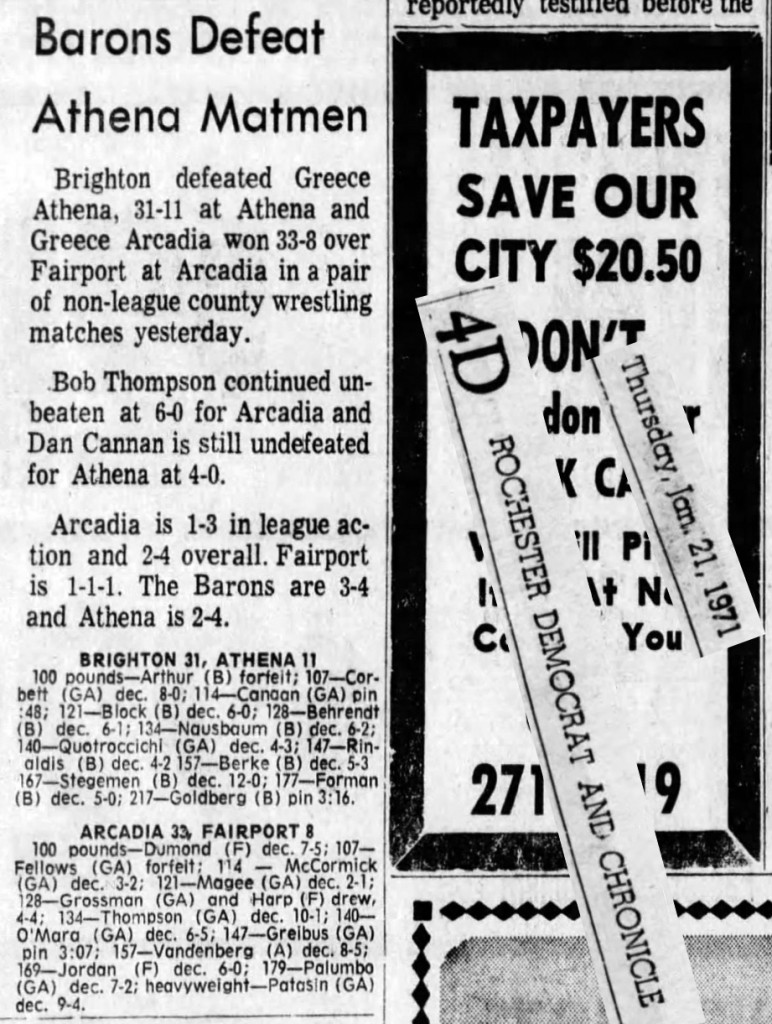 Barons Defeat
Athena Matmen
Brighton defeated Greece
Athena, 31-11 at Athena and
Greece Arcadia won 33-8 over
Fairport at Arcadia in a pair
of non-league county wrestling
matches yesterday.
Bob Thompson continued un-
beaten at 6-0 for Arcadia and
Dan Cannan is still undefeated
for Athena at 4-0.
Arcadia is 1-3 in league ac-
tion and 2-4 overall. Fairport
is 1-1-1. The Barons are 3-4
and Athena is 2-4.
BRIGHTON 31, ATHENA 11
100 pounds—Arthur (B) forfeit; 107—Cor-
bett (GA) dec. 8-0; 114—Canaan (GA) pin
:48; 121—Block (B) dec. 6-0; 128—Behrendt
(B) dec. 6-1; 134—Nausbaum (B) dec. 6-2;
140—Quotroccichi (GA) dec. 4-3; 147—Rin-
aldis (B) dec. 4-2 157—Berke (B) dec. 5-3
167—Stegemen (B) dec. 12-0; 177—Forman
(B) dec. 5-0; 217—Goldberg (B) pin 3:16.
ARCADIA 33, FAIRPORT 8
100 pounds—Dumond (F) dec. 7-5; 107—
Fellows (GA) forfeit; 114 — McCormick
(GA) dec. 3-2; 121—Magee (GA) dec. 2-1;
128—Grossman (GA) and Harp (F) drew,
4-4; 134—Thompson (GA) dec. 10-1; 140—
O'Mara (GA) dec. 6-5; 147—Greibus (GA)
pin 3:07; 157—Vandenberg (A) dec. 8-5;
169—Jordan (F) dec. 6-0; 179—Palumbo
(GA) dec. 7-2; heavyweight—Patasin (GA)
dec. 9-4.
reportedly testified before the
TAXPAYERS
SAVE OUR
CITY $20.50
DON'T
You
271 19
4D ROCHESTER DEMOCRAT AND CHRONICLE
Thursday, Jan. 21, 1971